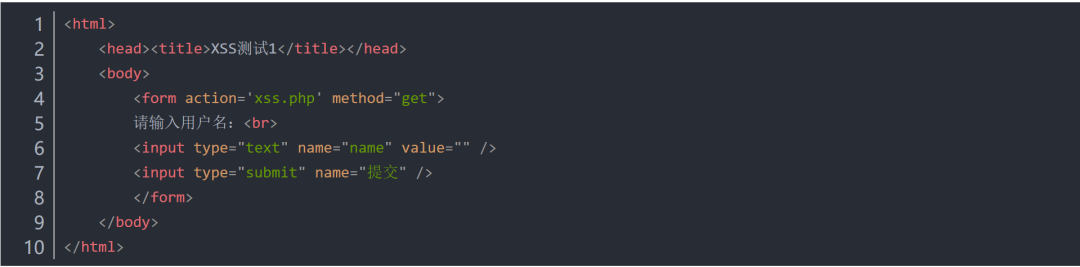 1 <html>
2     <head><title>XSS测试1</title></head>
3     <body>
4         <form action='xss.php' method="get">
5         请输入用户名：<br>
6         <input type="text" name="name" value="" />
7         <input type="submit" name="提交" />
8         </form>
9     </body>
10 </html>